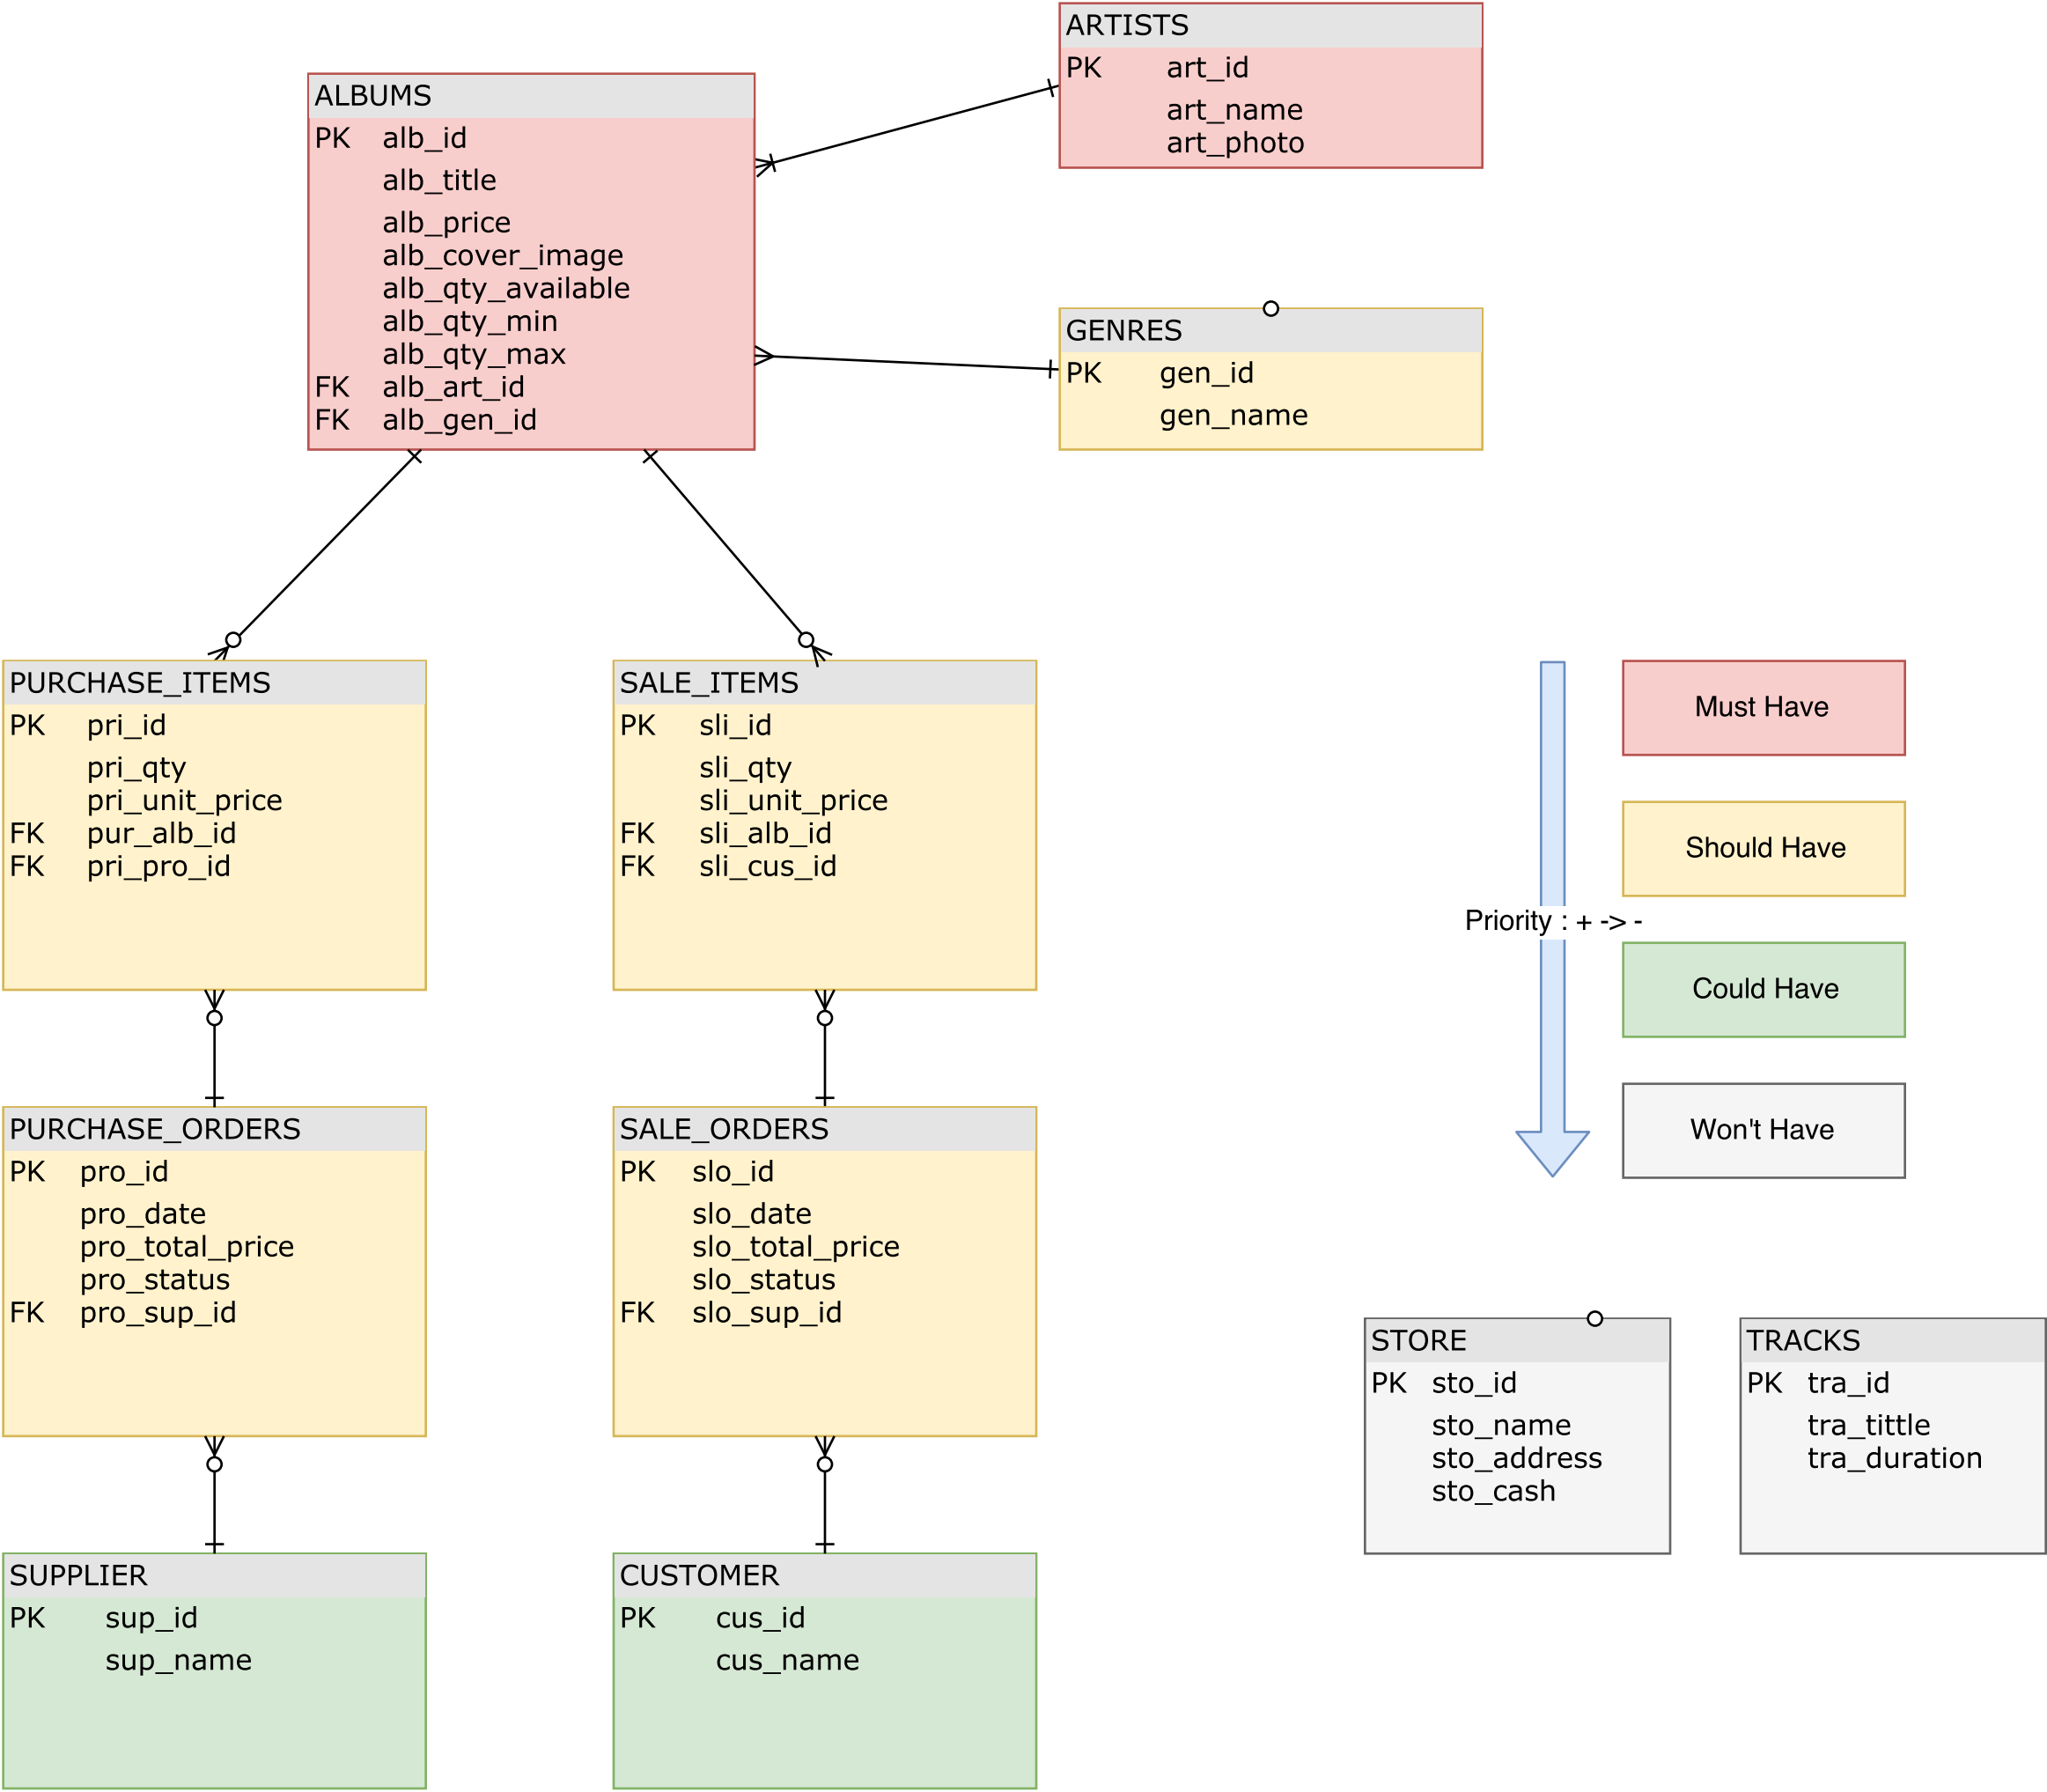 ARTISTS
PK art_id
art_name
art_photo
ALBUMS
PK alb_id
alb_title
alb_price
alb_cover_image
alb_qty_available
alb_qty_min
alb_qty_max
FK alb_art_id
FK alb_gen_id
GENRES
PK gen_id
gen_name
PURCHASE_ITEMS
PK pri_id
pri_qty
pri_unit_price
FK pur_alb_id
FK pri_pro_id
SALE_ITEMS
PK sli_id
sli_qty
sli_unit_price
FK sli_alb_id
FK sli_cus_id
Must Have
Should Have
Priority : + -> -
Could Have
Won't Have
PURCHASE_ORDERS
PK pro_id
pro_date
pro_total_price
pro_status
FK pro_sup_id
SALE_ORDERS
PK slo_id
slo_date
slo_total_price
slo_status
FK slo_sup_id
STORE
PK sto_id
sto_name
sto_address
sto_cash
TRACKS
PK tra_id
tra_tittle
tra_duration
SUPPLIER
PK sup_id
sup_name
CUSTOMER
PK cus_id
cus_name